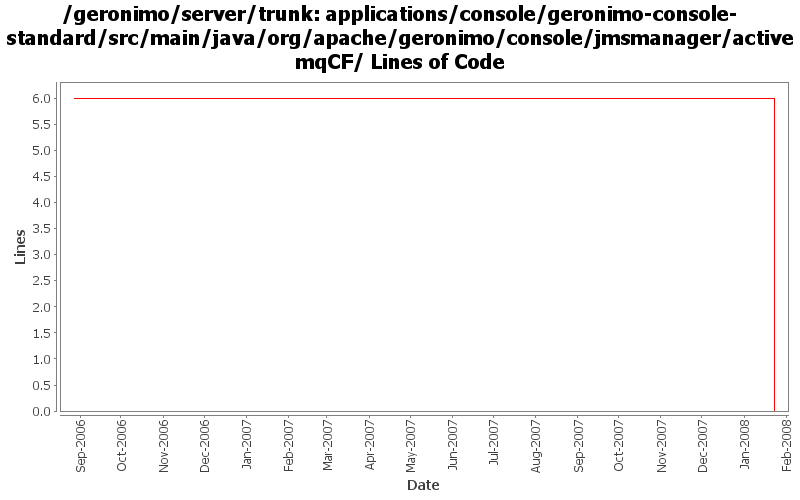 /geronimo/server/trunk: applications/console/geronimo-console-
standard/src/main/java/org/apache/geronimo/console/jmsmanager/active
mqCF/ Lines of Code
6.0
5.5
5.0
4.5
4.0
3.5
3.0
2.5
2.0
1.5
1.0
0.5
0.0
Lines
Sep-2006
Oct-2006
Nov-2006
Dec-2006
Jan-2007
Feb-2007
Mar-2007
Apr-2007
May-2007
Jun-2007
Jul-2007
Aug-2007
Sep-2007
Oct-2007
Nov-2007
Dec-2007
Jan-2008
Feb-2008
Date